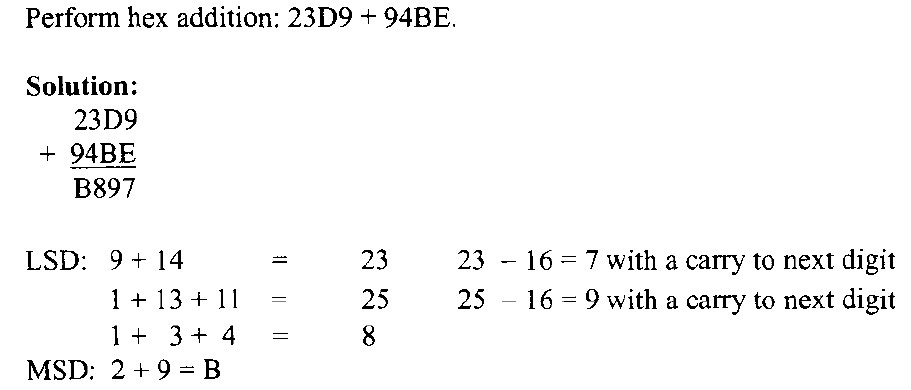 Perform hex addition: 23D9 + 94BE.
Solution:
23D9
+ 94BE
B897
LSD: 9 + 14 = 23 23 – 16 = 7 with a carry to next digit
1 + 13 + 11 = 25 25 – 16 = 9 with a carry to next digit
1 + 3 + 4 = 8
MSD: 2 + 9 = B